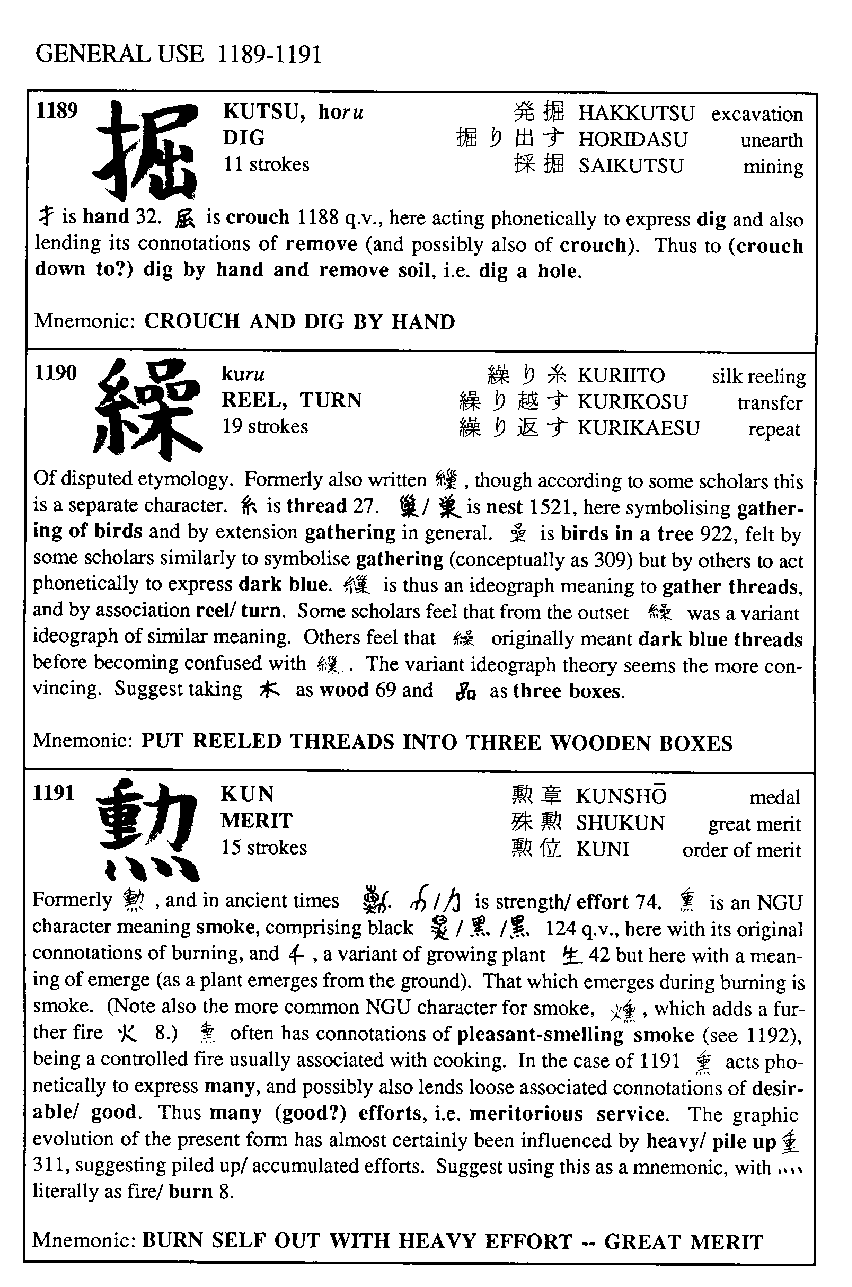 GENERAL USE 1189-1191
1189 掘 KUTSU, horu 発掘 HAKKUTSU excavation
DIG 掘り出す HORIDASU unearth
11 strokes 採掘 SAIKUTSU mining
扌 is hand 32. 屈 is crouch 1188 q.v., here acting phonetically to express dig and also
lending its connotations of remove (and possibly also of crouch). Thus to (crouch
down to?) dig by hand and remove soil, i.e. dig a hole.
Mnemonic: CROUCH AND DIG BY HAND
1190 繰 kuru 繰り糸 KURIITO silk reeling
REEL, TURN 繰り越す KURIKOSU transfer
19 strokes 繰り返す KURIKAESU repeat
Of disputed etymology. Formerly also written , though according to some scholars this
is a separate character. 糸 is thread 27. 巢/巣 is nest 1521, here symbolising gather-
ing of birds and by extension gathering in general. 喿 is birds in a tree 922, felt by
some scholars similarly to symbolise gathering (conceptually as 309) but by others to act
phonetically to express dark blue. is thus an ideograph meaning to gather threads,
and by association reel/ turn. Some scholars feel that from the outset 繰 was a variant
ideograph of similar meaning. Others feel that 繰 originally meant dark blue threads
before becoming confused with . The variant ideograph theory seems the more con-
vincing. Suggest taking 木 as wood 69 and 品 as three boxes.
Mnemonic: PUT REELED THREADS INTO THREE WOODEN BOXES
1191 勲 KUN 勲章 KUNSHŌ medal
MERIT 殊勲 SHUKUN great merit
15 strokes 勲位 KUNI order of merit
Formerly 勳, and in ancient times . /力 is strength/ effort 74. 熏 is an NGU
character meaning smoke, comprising black /黑/黒 124 q.v., here with its original
connotations of burning, and , a variant of growing plant 生 42 but here with a mean-
ing of emerge (as a plant emerges from the ground). That which emerges during burning is
smoke. (Note also the more common NGU character for smoke, 燻, which adds a fur-
ther fire 火 8.) 熏 often has connotations of pleasant-smelling smoke (see 1192),
being a controlled fire usually associated with cooking. In the case of 1191 熏 acts pho-
netically to express many, and possibly also lends loose associated connotations of desir-
able/ good. Thus many (good?) efforts, i.e. meritorious service. The graphic
evolution of the present form has almost certainly been influenced by heavy/ pile up 重
311, suggesting piled up/ accumulated efforts. Suggest using this as a mnemonic, with 灬
literally as fire/ burn 8.
Mnemonic: BURN SELF OUT WITH HEAVY EFFORT -- GREAT MERIT